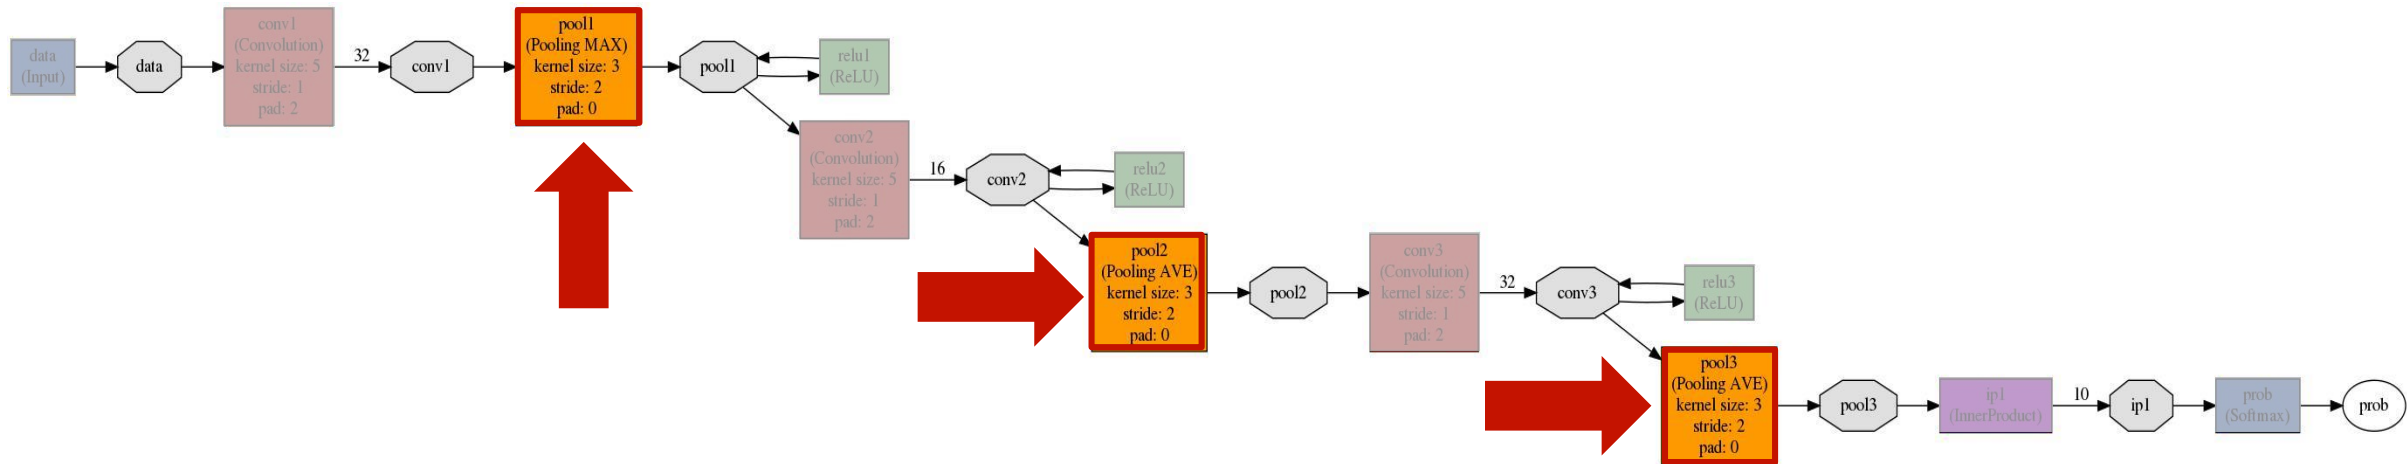 data
(Input)
data
conv1
(Convolution)
kernel size: 5
stride: 1
pad: 2
32
conv1
pool1
(Pooling MAX)
kernel size: 3
stride: 2
pad: 0
pool1
relu1
(ReLU)
conv2
(Convolution)
kernel size: 5
stride: 1
pad: 2
16
conv2
relu2
(ReLU)
pool2
(Pooling AVE)
kernel size: 3
stride: 2
pad: 0
pool2
conv3
(Convolution)
kernel size: 5
stride: 1
pad: 2
32
conv3
relu3
(ReLU)
pool3
(Pooling AVE)
kernel size: 3
stride: 2
pad: 0
pool3
ip1
(InnerProduct)
10
ip1
prob
(Softmax)
prob